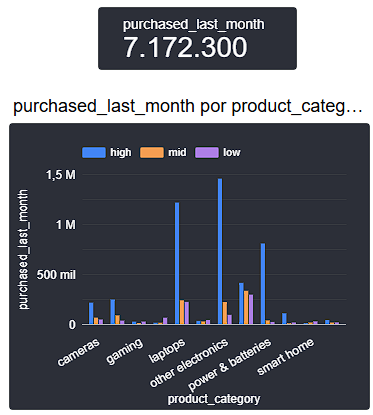 purchased_last_month
7.172.300
purchased_last_month por product_categ…
high mid low
1,5 M
1 M
500 mil
0
purchased_last_month
cameras
gaming
laptops
other electronics
power & batteries
smart home
product_category